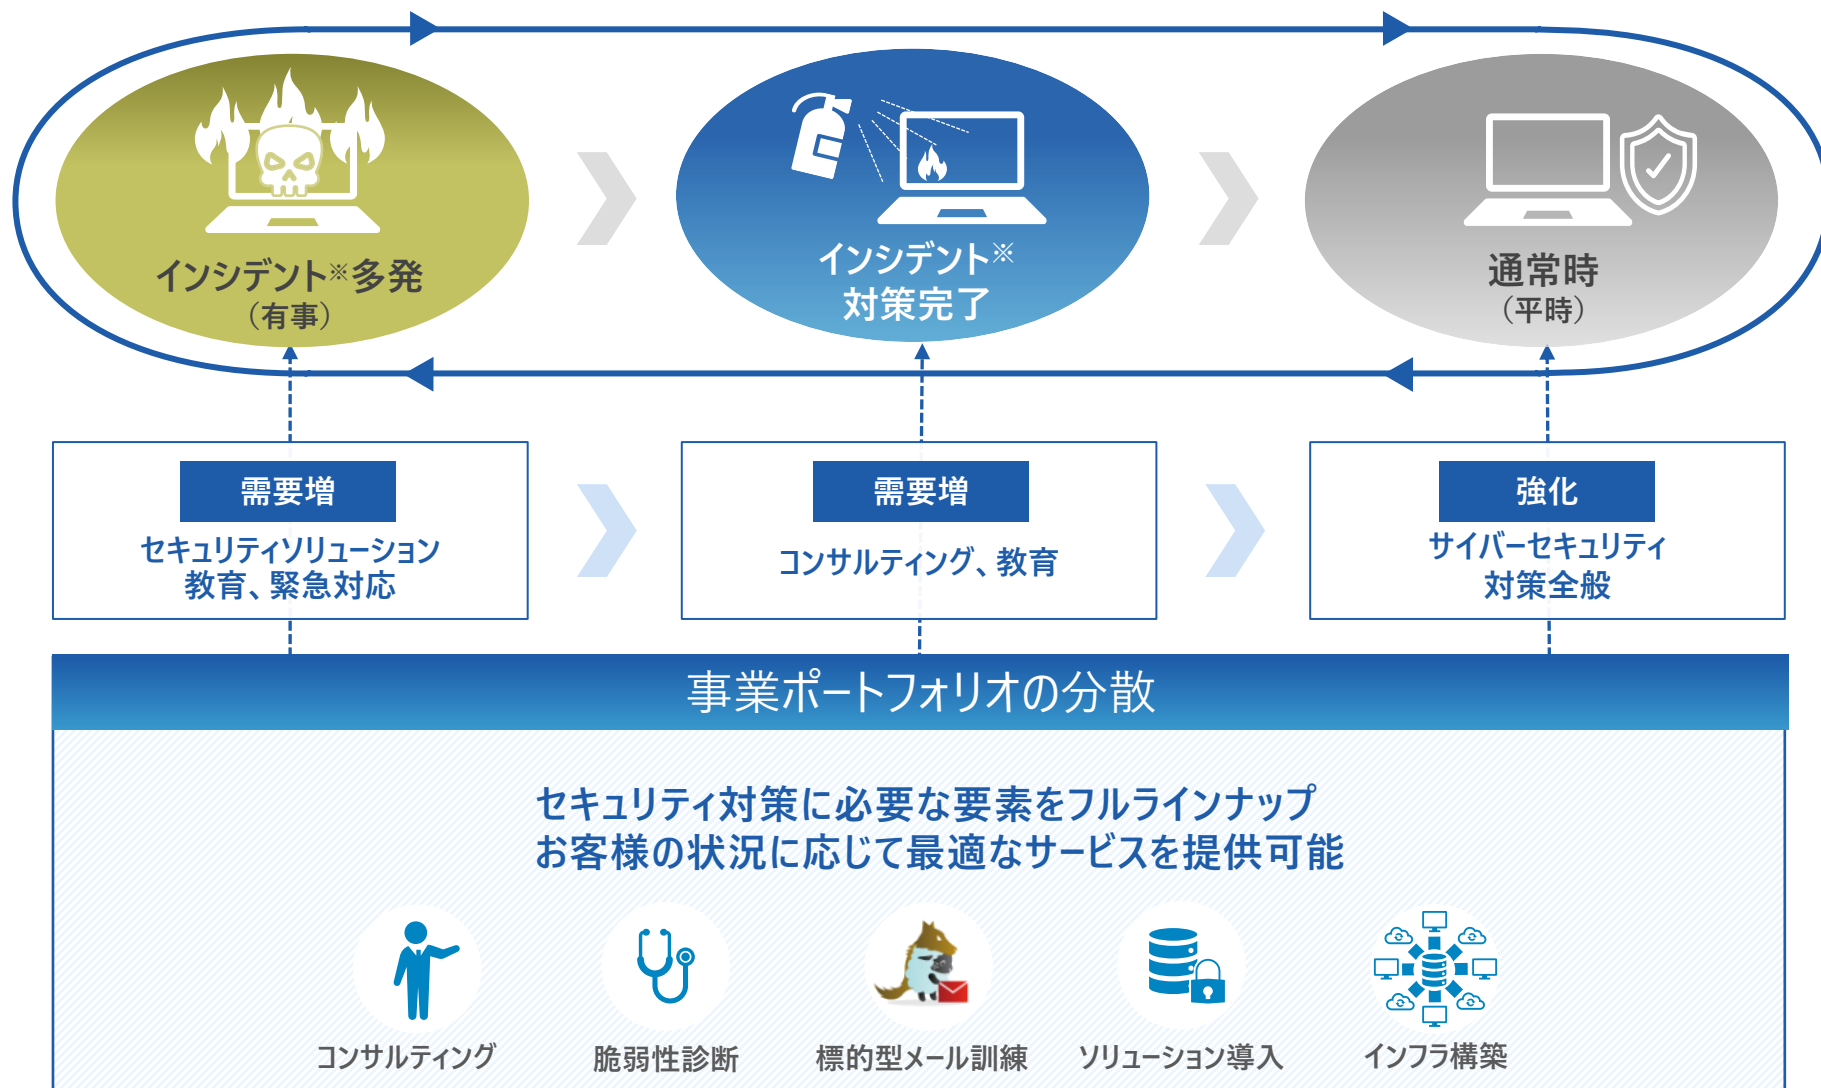 インシデント※多発
（有事）
インシデント※
対策完了
通常時
（平時）
需要増
セキュリティソリューション
教育、緊急対応
需要増
コンサルティング、教育
強化
サイバーセキュリティ
対策全般
事業ポートフォリオの分散
セキュリティ対策に必要な要素をフルラインナップ
お客様の状況に応じて最適なサービスを提供可能
コンサルティング
脆弱性診断
標的型メール訓練
ソリューション導入
インフラ構築